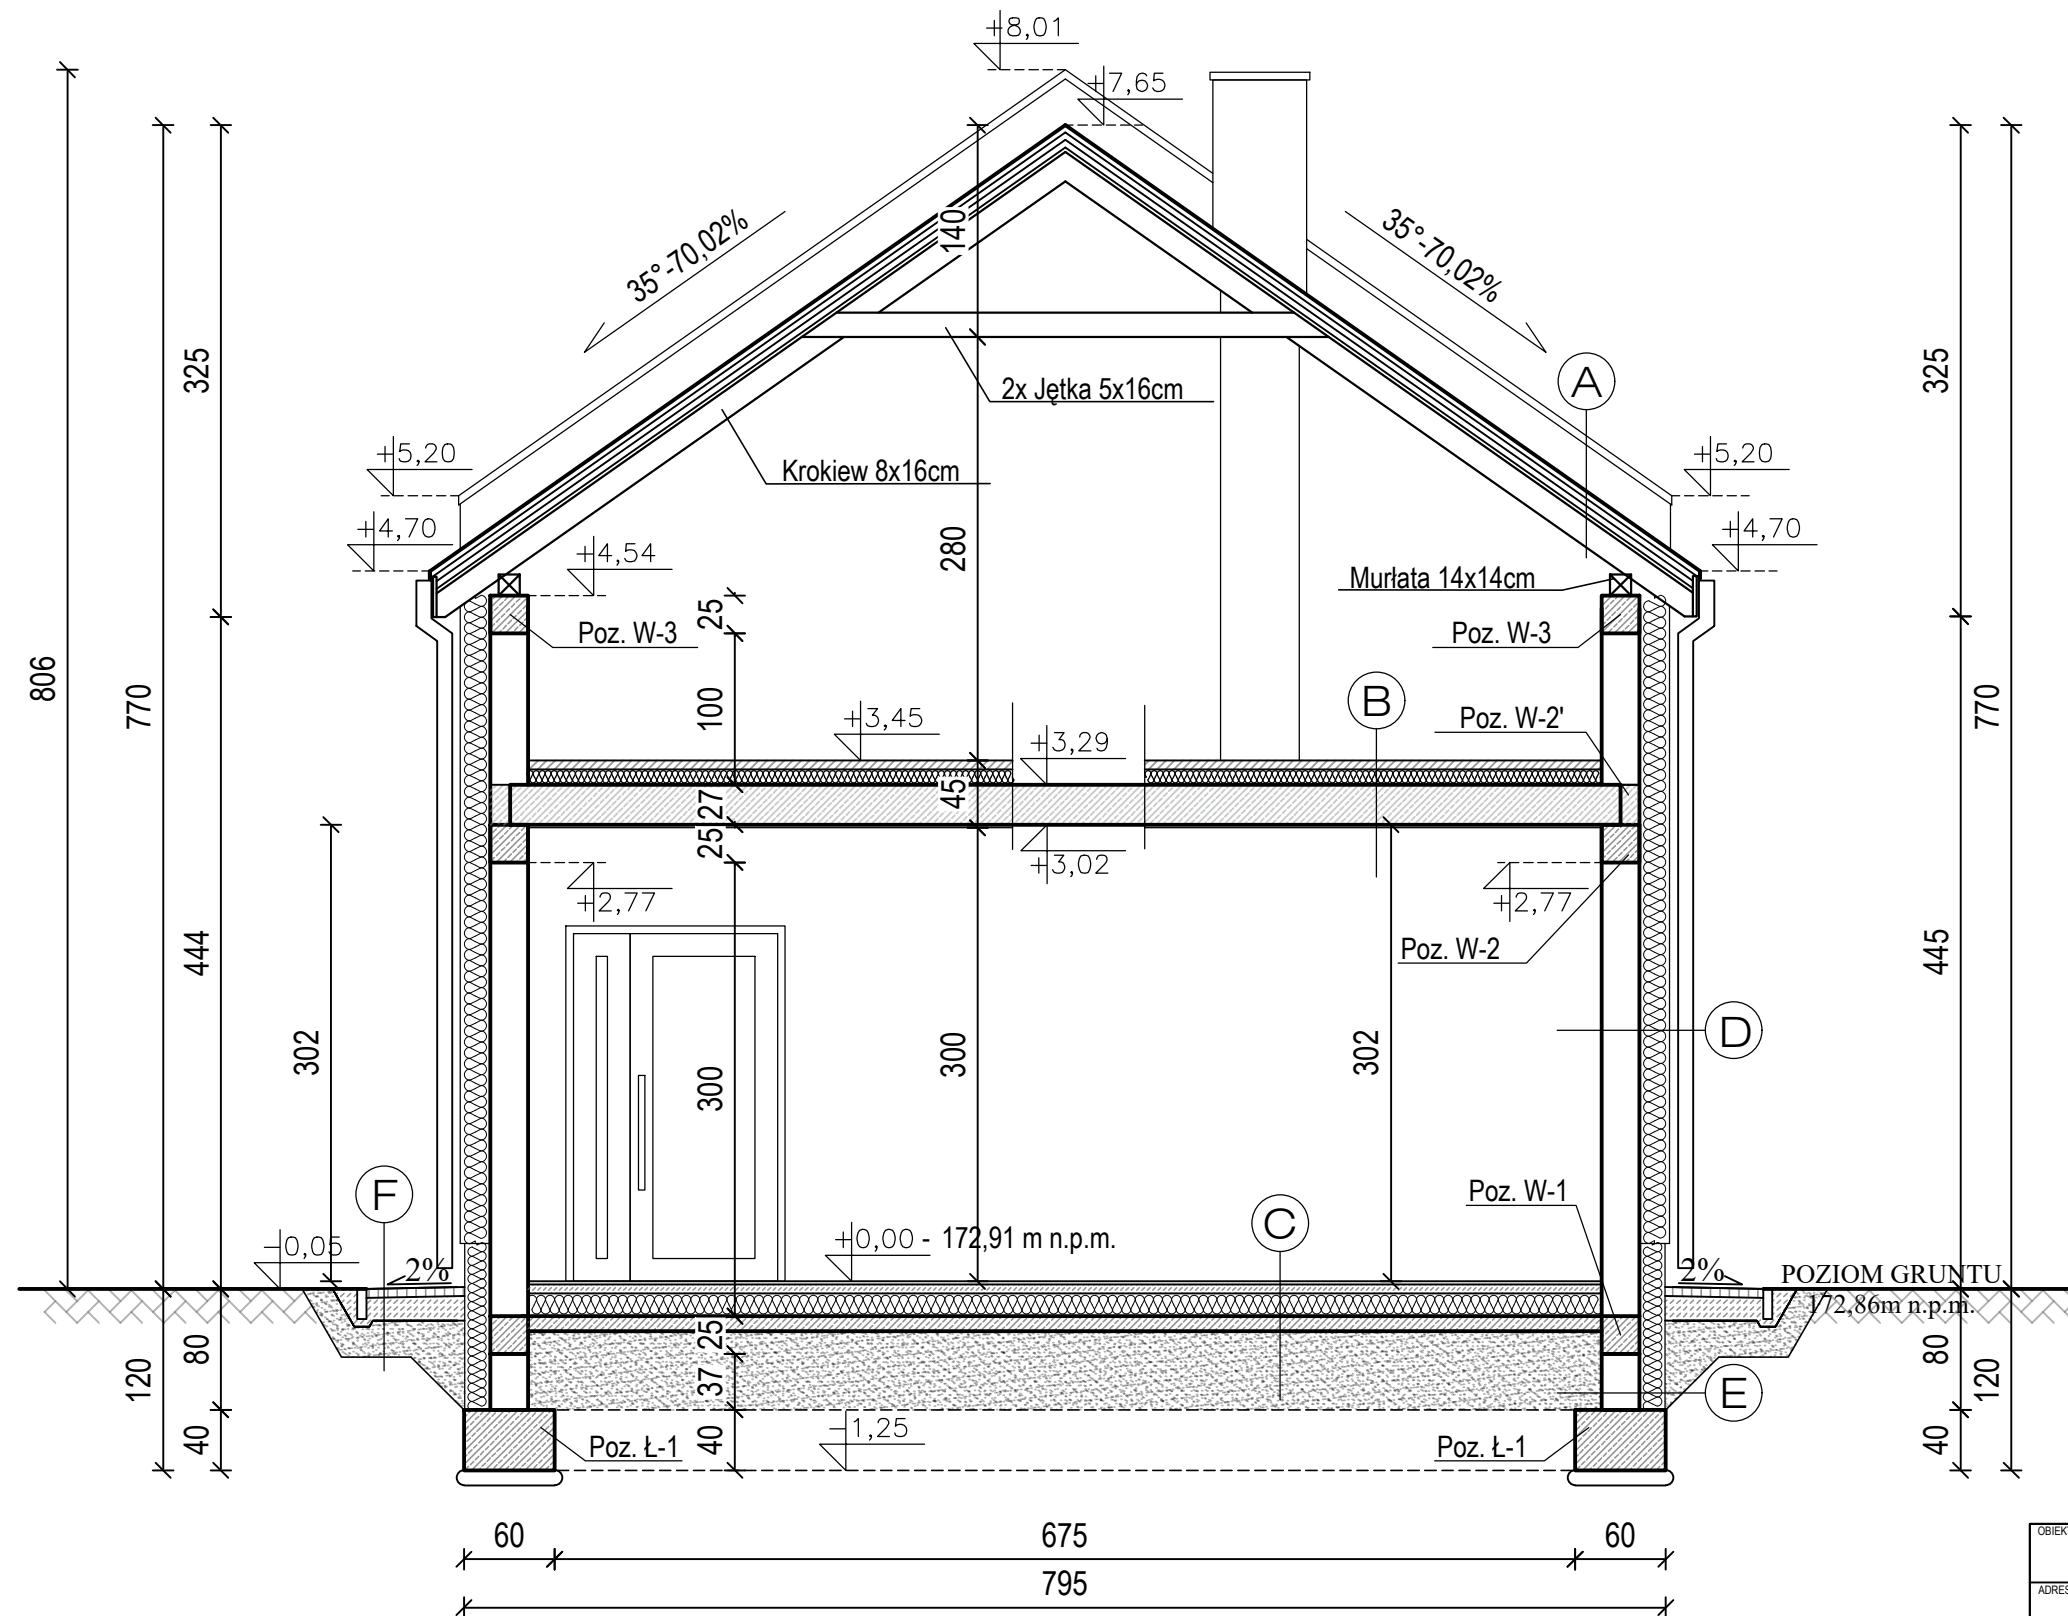 +8,01
+7,65
35°-70,02%
35°-70,02%
140
325
325
2x Jętka 5x16cm
A
Krokiew 8x16cm
+5,20
+5,20
+4,70
+4,70
+4,54
280
Murłata 14x14cm
25
Poz. W-3
Poz. W-3
806
770
770
100
B
+3,45
Poz. W-2'
+3,29
27
45
25
+3,02
+2,77
+2,77
444
Poz. W-2
445
D
302
300
300
302
F
Poz. W-1
C
-0,05
+0,00 - 172,91 m n.p.m.
2%
2%
POZIOM GRUNTU
172,86m n.p.m.
80
120
25
37
80
120
E
40
Poz. Ł-1
40
-1,25
Poz. Ł-1
40
60
675
60
795
OBIEK
ADRES